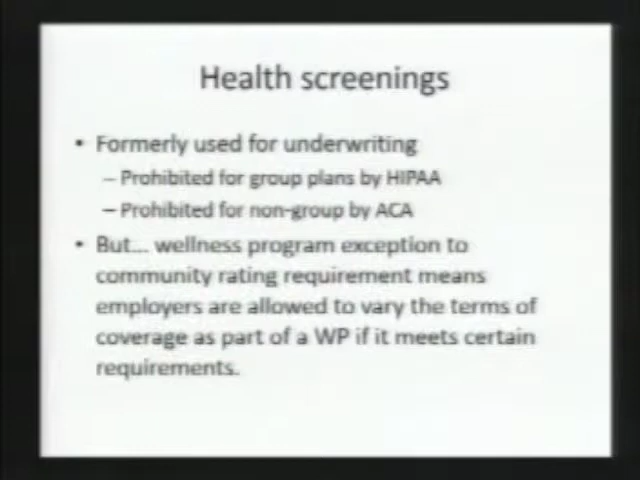 Health screenings
• Formerly used for underwriting
– Prohibited for group plans by HIPAA
– Prohibited for non-group by ACA
• But... wellness program exception to
community rating requirement means
employers are allowed to vary the terms of
coverage as part of a WP if it meets certain
requirements.